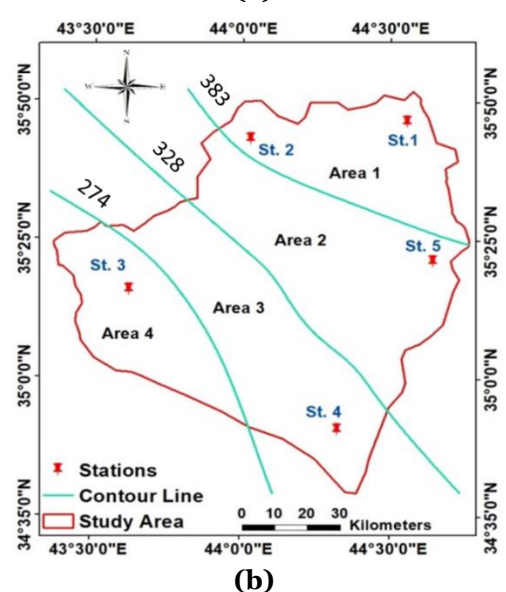 43°30'0"E 44°0'0"E 44°30'0"E
N
W E
S
35°50'0"N
35°25'0"N
35°0'0"N
34°35'0"N
383
328
274
St. 2
St.1
Area 1
Area 2
St. 5
St. 3
Area 3
Area 4
St. 4
Stations
Contour Line
Study Area
0 10 20 30
Kilometers
35°50'0"N
35°25'0"N
35°0'0"N
34°35'0"N
43°30'0"E 44°0'0"E 44°30'0"E
(b)